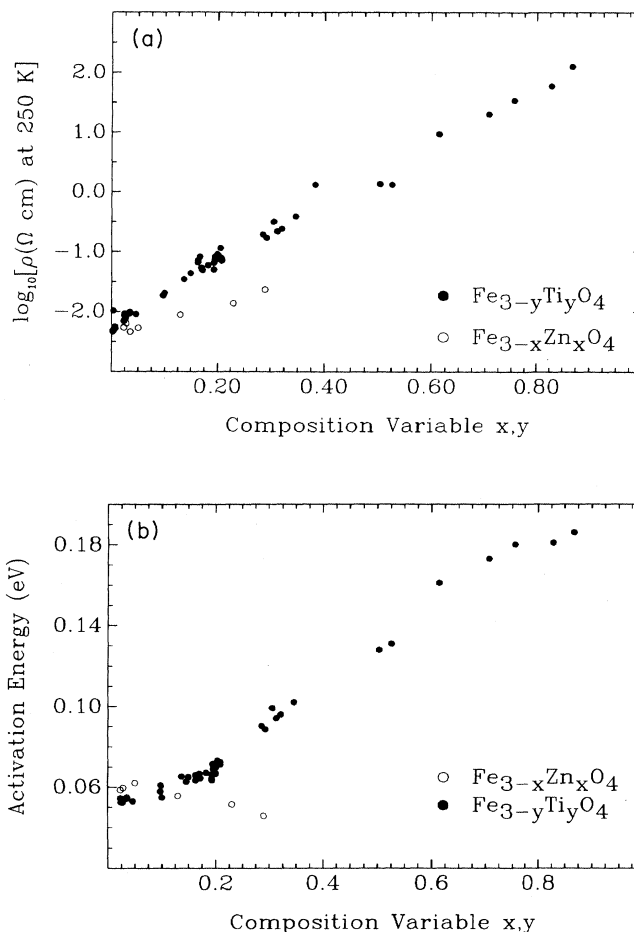 (a)
log₁₀[ρ(Ω cm) at 250 K]
2.0
1.0
0.0
-1.0
-2.0
● Fe₃₋yTiyO₄
○ Fe₃₋ₓZnₓO₄
0.20 0.40 0.60 0.80
Composition Variable x,y
(b)
Activation Energy (eV)
0.18
0.14
0.10
0.06
○ Fe₃₋ₓZnₓO₄
● Fe₃₋yTiyO₄
0.2 0.4 0.6 0.8
Composition Variable x,y